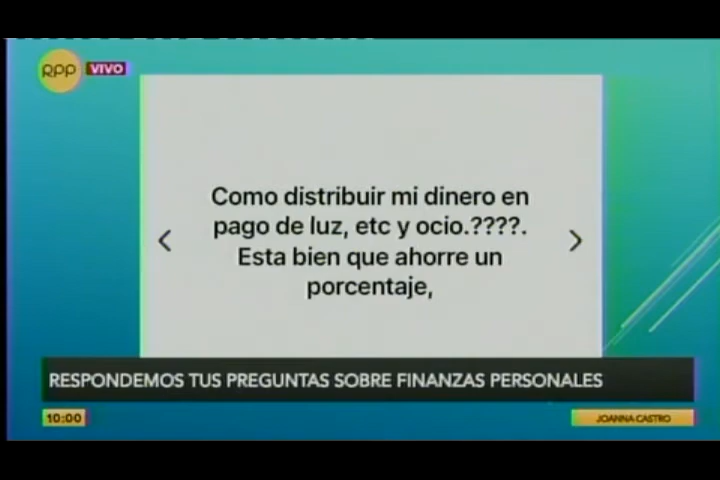 RPP VIVO
Como distribuir mi dinero en
pago de luz, etc y ocio.????.
Esta bien que ahorre un
porcentaje,
RESPONDEMOS TUS PREGUNTAS SOBRE FINANZAS PERSONALES
10:00
JOANNA CASTRO